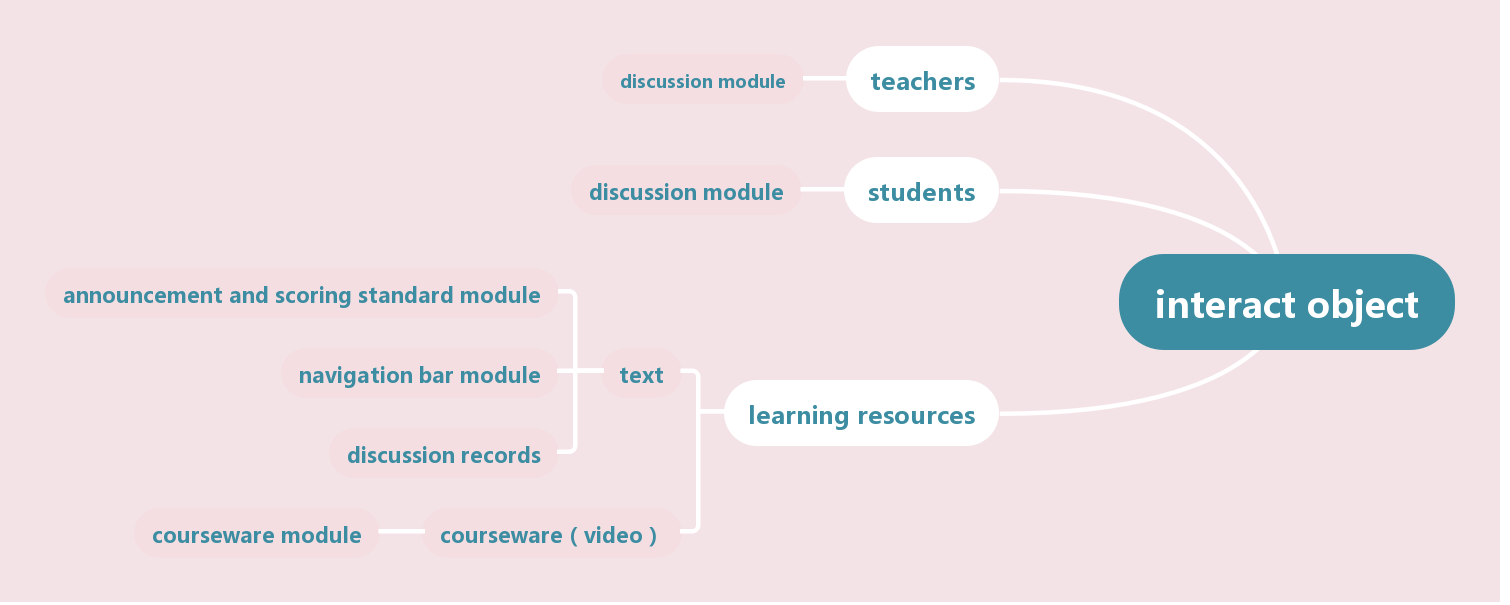 discussion module
teachers
discussion module
students
interact object
announcement and scoring standard module
navigation bar module
text
discussion records
learning resources
courseware module
courseware ( video )